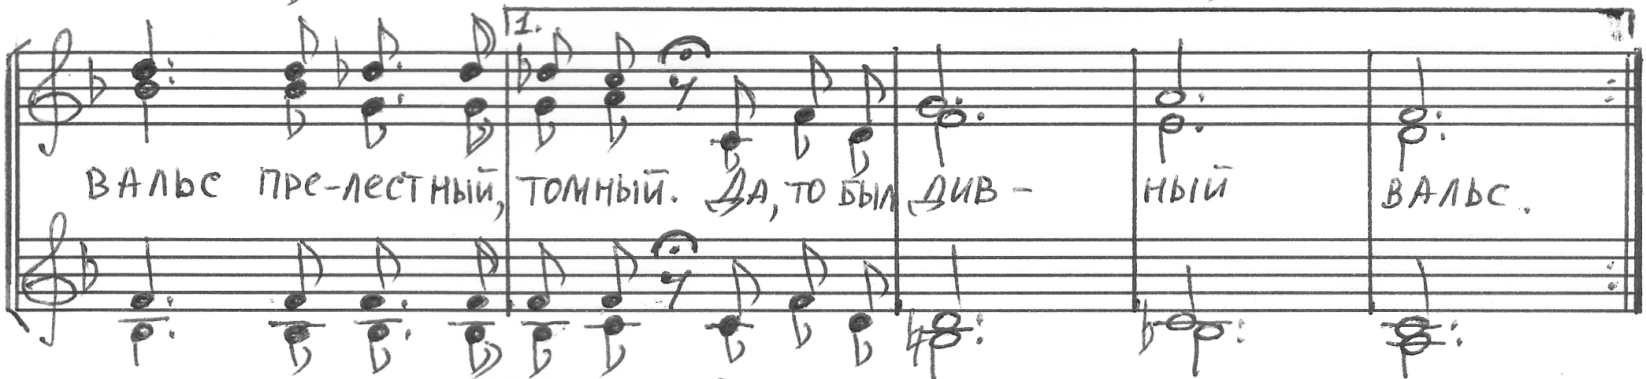 1.
ВАЛЬС ПРЕ-ЛЕСТНЫЙ, ТОМНЫЙ. ДА, ТО БЫЛ ДИВ- НЫЙ ВАЛЬС.